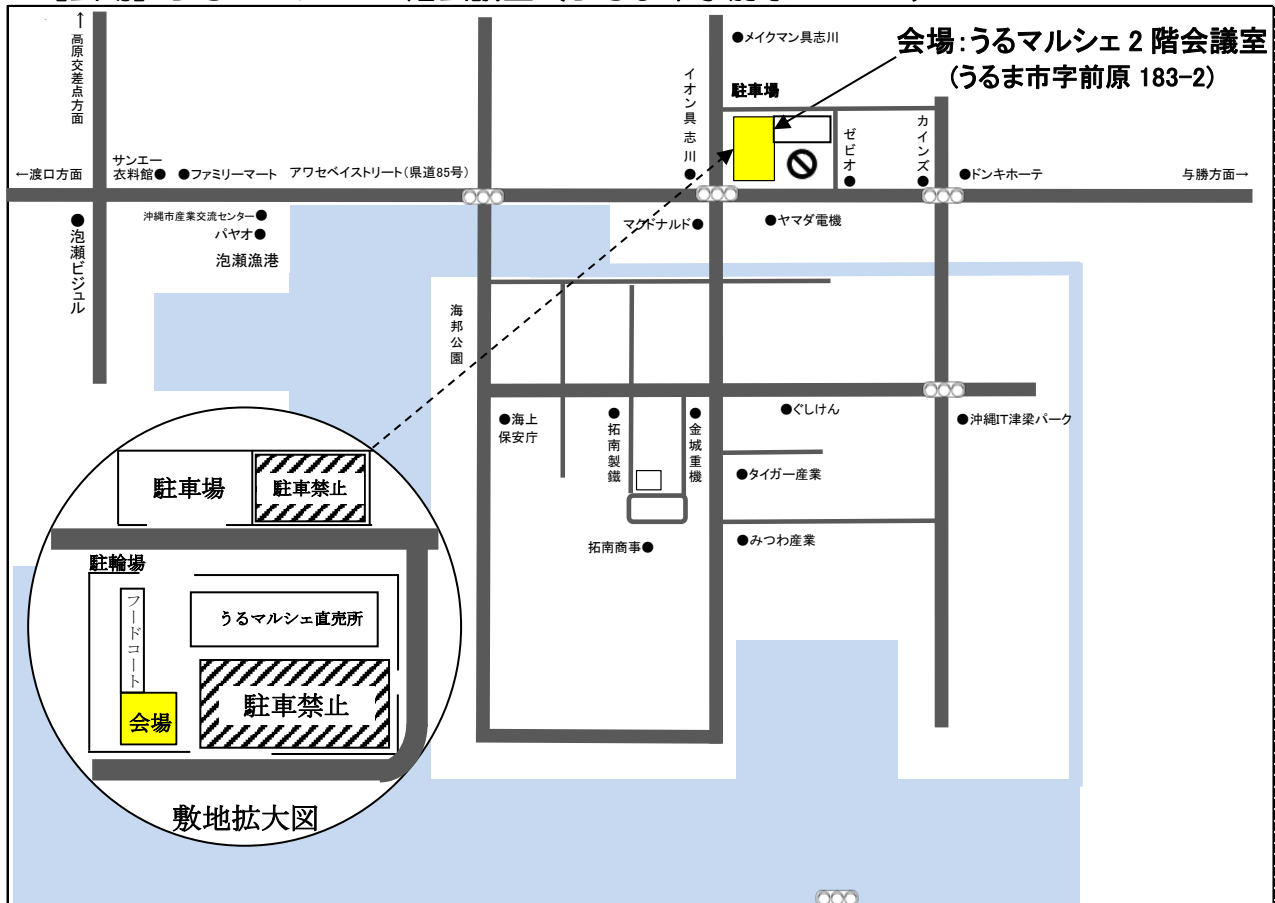 ↑高原交差点方面
●メイクマン具志川
会場：うるマルシェ2階会議室
(うるま市字前原 183-2)
イオン具志川●
駐車場
ゼビオ●
カインズ●
←渡口方面
サンエー
衣料館●
●ファミリーマート
アワセベイストリート(県道85号)
●ドンキホーテ
与勝方面→
●泡瀬ビジュル
沖縄市産業交流センター●
パヤオ●
泡瀬漁港
マクドナルド●
●ヤマダ電機
海邦公園
●海上
保安庁
●拓南製鐵
●金城重機
●ぐしけん
●沖縄IT津梁パーク
●タイガー産業
拓南商事●
●みつわ産業
駐車場
駐車禁止
駐輪場
フードコート
うるマルシェ直売所
会場
駐車禁止
敷地拡大図